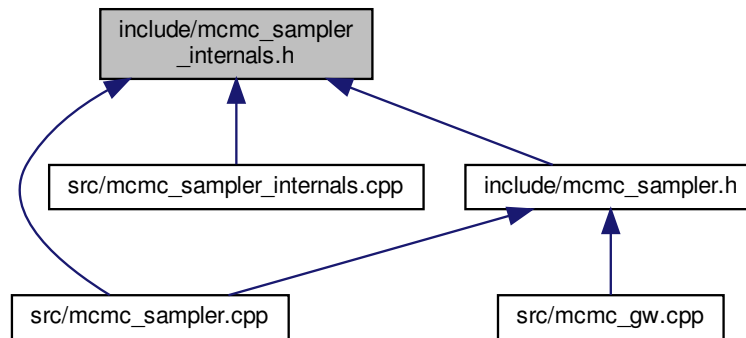 include/mcmc_sampler
_internals.h
src/mcmc_sampler_internals.cpp
include/mcmc_sampler.h
src/mcmc_sampler.cpp
src/mcmc_gw.cpp